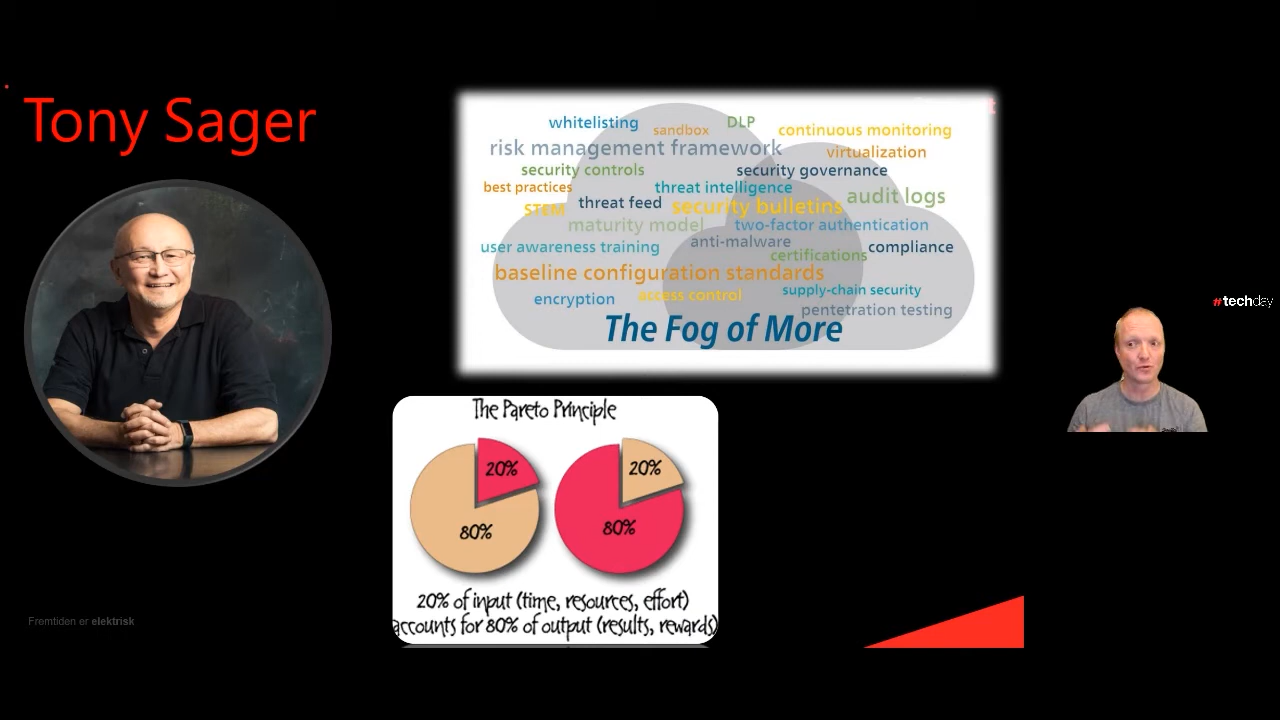 Tony Sager
whitelisting
sandbox
DLP
continuous monitoring
risk management framework
virtualization
security controls
security governance
best practices
threat intelligence
audit logs
STEM
threat feed
security bulletins
maturity model
two-factor authentication
user awareness training
anti-malware
compliance
certifications
baseline configuration standards
encryption
access control
supply-chain security
pentetration testing
The Fog of More
The Pareto Principle
20%
80%
20%
80%
20% of input (time, resources, effort)
accounts for 80% of output (results, rewards)
#techday
Fremtiden er elektrisk